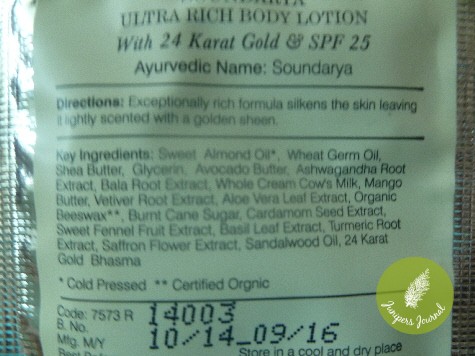 SOUNDARYA
ULTRA RICH BODY LOTION
With 24 Karat Gold & SPF 25
Ayurvedic Name: Soundarya
Directions: Exceptionally rich formula silkens the skin leaving
it lightly scented with a golden sheen.
Key Ingredients: Sweet Almond Oil*, Wheat Germ Oil,
Shea Butter, Glycerin, Avocado Butter, Ashwagandha Root
Extract, Bala Root Extract, Whole Cream Cow's Milk, Mango
Butter, Vetiver Root Extract, Aloe Vera Leaf Extract, Organic
Beeswax**, Burnt Cane Sugar, Cardamom Seed Extract,
Sweet Fennel Fruit Extract, Basil Leaf Extract, Turmeric Root
Extract, Saffron Flower Extract, Sandalwood Oil, 24 Karat
Gold Bhasma
* Cold Pressed ** Certified Orgnic
Code: 7573 R
B. No. 14003
Mfg. M/Y 10/14 09/16
Store in a cool and dry place
Junipers Journal